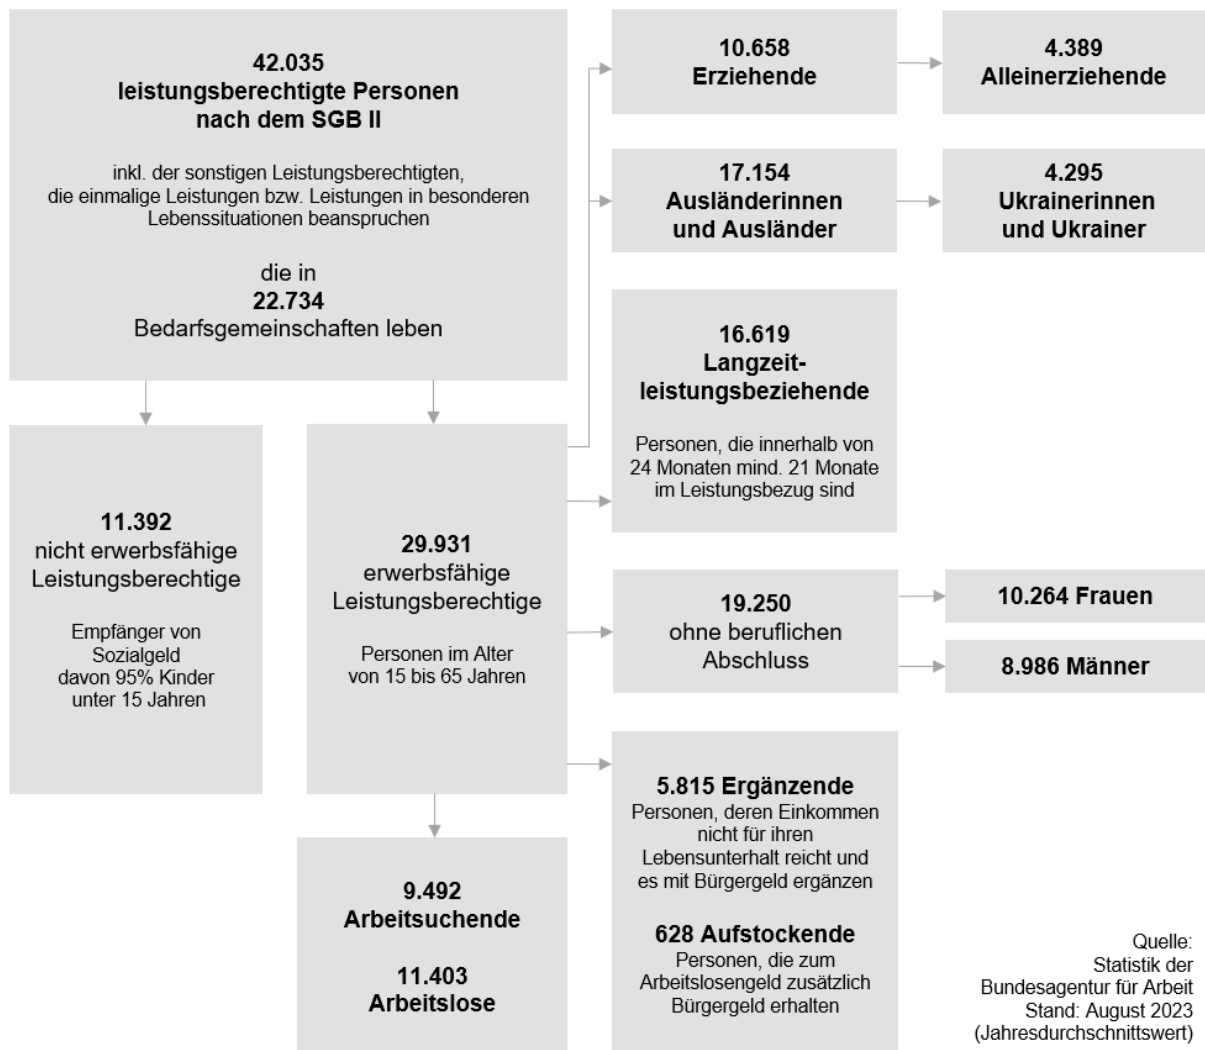 42.035
leistungsberechtigte Personen
nach dem SGB II
inkl. der sonstigen Leistungsberechtigten,
die einmalige Leistungen bzw. Leistungen in besonderen
Lebenssituationen beanspruchen
die in
22.734
Bedarfsgemeinschaften leben
10.658
Erziehende
4.389
Alleinerziehende
17.154
Ausländerinnen
und Ausländer
4.295
Ukrainerinnen
und Ukrainer
16.619
Langzeit-
leistungsbeziehende
Personen, die innerhalb von
24 Monaten mind. 21 Monate
im Leistungsbezug sind
11.392
nicht erwerbsfähige
Leistungsberechtige
Empfänger von
Sozialgeld
davon 95% Kinder
unter 15 Jahren
29.931
erwerbsfähige
Leistungsberechtige
Personen im Alter
von 15 bis 65 Jahren
19.250
ohne beruflichen
Abschluss
10.264 Frauen
8.986 Männer
5.815 Ergänzende
Personen, deren Einkommen
nicht für ihren
Lebensunterhalt reicht und
es mit Bürgergeld ergänzen
628 Aufstockende
Personen, die zum
Arbeitslosengeld zusätzlich
Bürgergeld erhalten
9.492
Arbeitsuchende
11.403
Arbeitslose
Quelle:
Statistik der
Bundesagentur für Arbeit
Stand: August 2023
(Jahresdurchschnittswert)